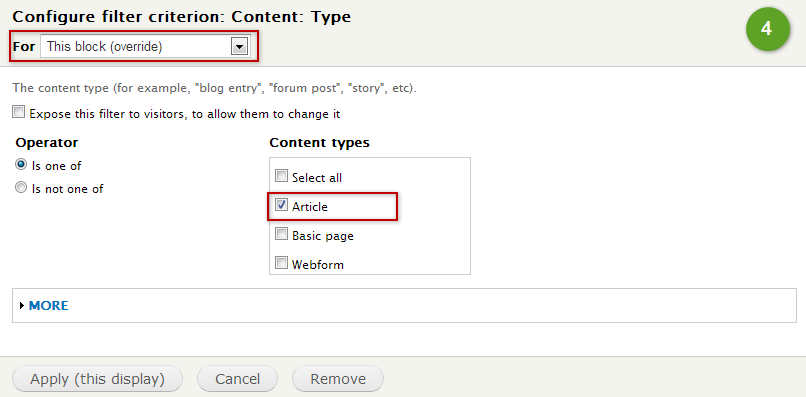 Configure filter criterion: Content: Type
4
For This block (override)
The content type (for example, "blog entry", "forum post", "story", etc).
Expose this filter to visitors, to allow them to change it
Operator
Is one of
Is not one of
Content types
Select all
Article
Basic page
Webform
MORE
Apply (this display) Cancel Remove